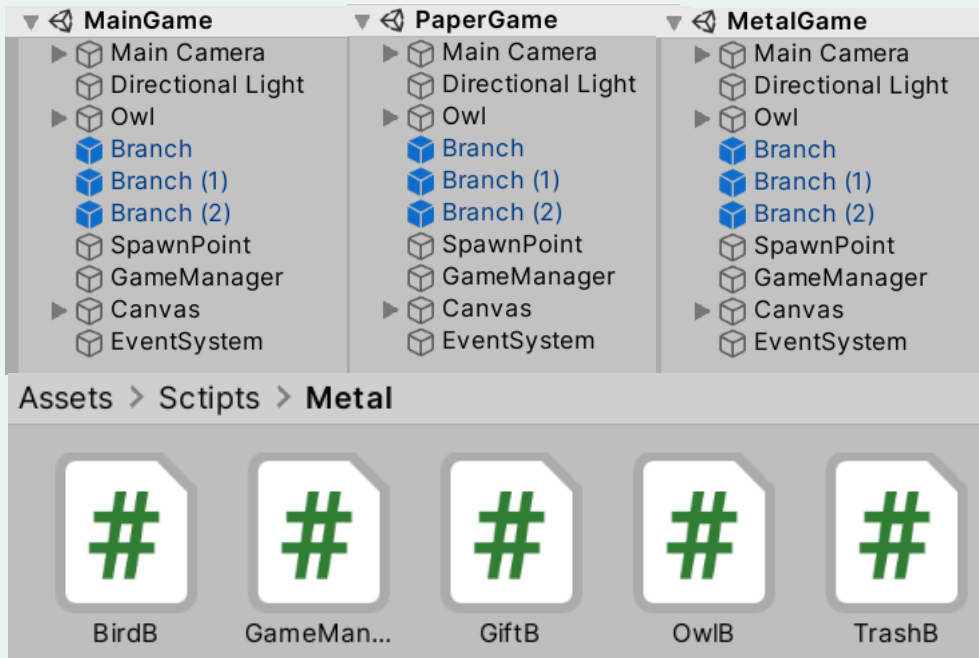 MainGame
Main Camera
Directional Light
Owl
Branch
Branch (1)
Branch (2)
SpawnPoint
GameManager
Canvas
EventSystem
PaperGame
Main Camera
Directional Light
Owl
Branch
Branch (1)
Branch (2)
SpawnPoint
GameManager
Canvas
EventSystem
MetalGame
Main Camera
Directional Light
Owl
Branch
Branch (1)
Branch (2)
SpawnPoint
GameManager
Canvas
EventSystem
Assets > Sctipts > Metal
# # # # #
BirdB GameMan... GiftB OwlB TrashB